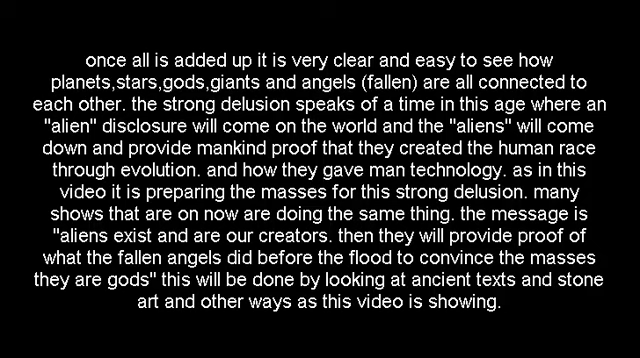 once all is added up it is very clear and easy to see how
planets,stars,gods,giants and angels (fallen) are all connected to
each other. the strong delusion speaks of a time in this age where an
"alien" disclosure will come on the world and the "aliens" will come
down and provide mankind proof that they created the human race
through evolution. and how they gave man technology. as in this
video it is preparing the masses for this strong delusion. many
shows that are on now are doing the same thing. the message is
"aliens exist and are our creators. then they will provide proof of
what the fallen angels did before the flood to convince the masses
they are gods" this will be done by looking at ancient texts and stone
art and other ways as this video is showing.